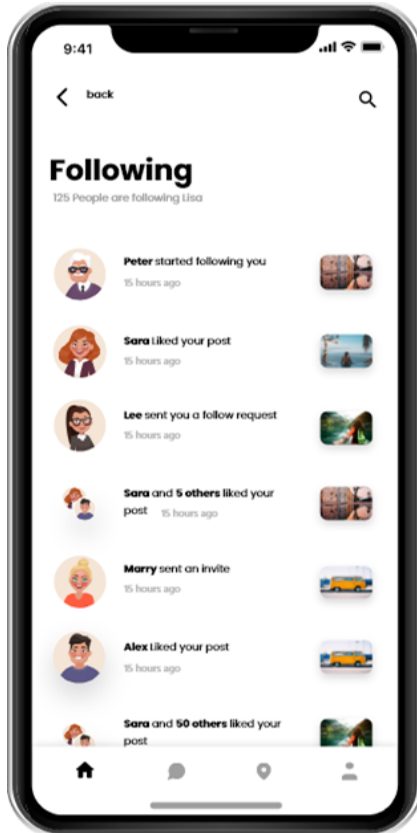 9:41
back
Following
125 People are following Lisa
Peter started following you
15 hours ago
Sara Liked your post
15 hours ago
Lee sent you a follow request
15 hours ago
Sara and 5 others liked your
post 15 hours ago
Marry sent an invite
15 hours ago
Alex Liked your post
15 hours ago
Sara and 50 others liked your
post